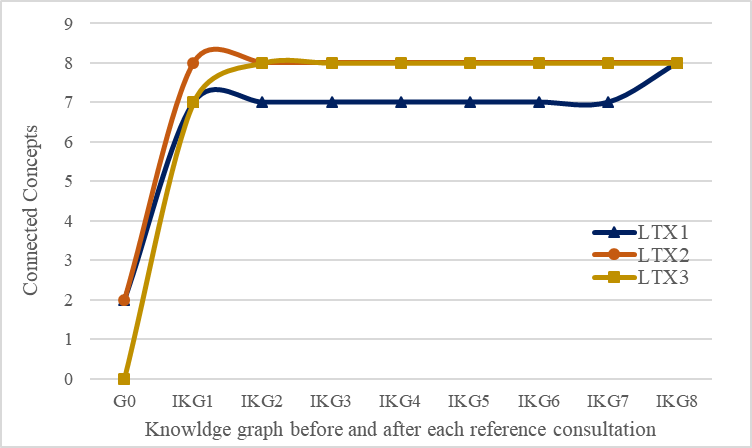 9
8
7
6
5
4
3
2
1
0
Connected Concepts
LTX1
LTX2
LTX3
G0 IKG1 IKG2 IKG3 IKG4 IKG5 IKG6 IKG7 IKG8
Knowldge graph before and after each reference consultation